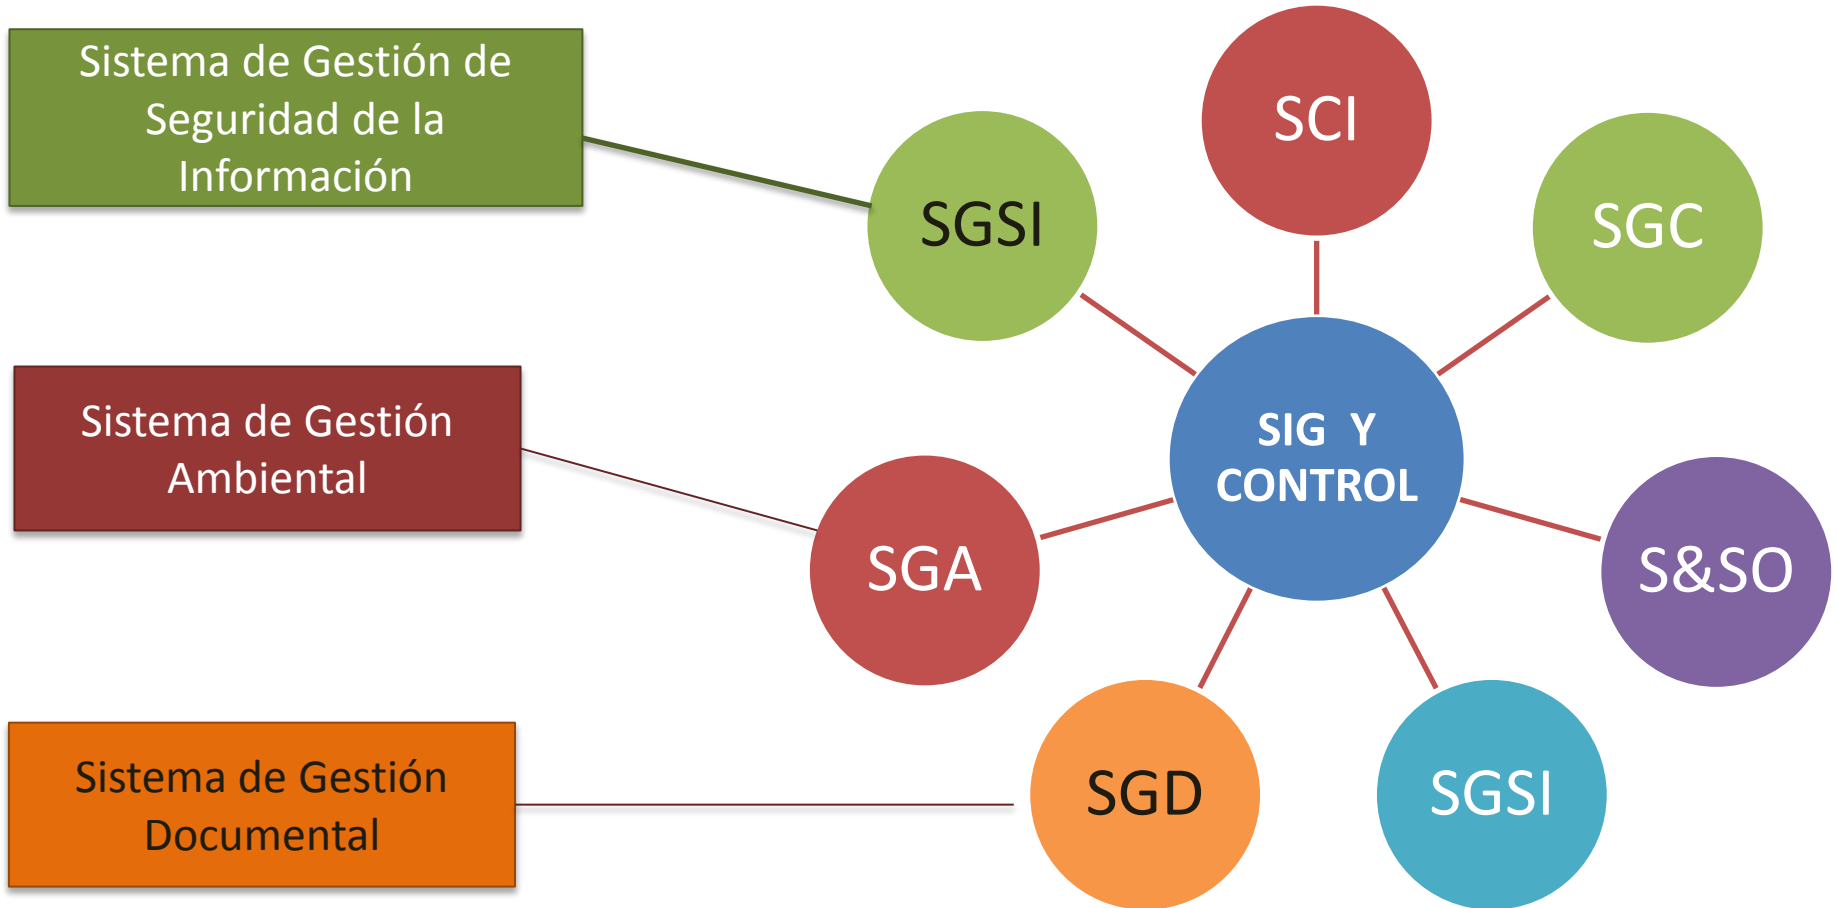 Sistema de Gestión de
Seguridad de la
Información
Sistema de Gestión
Ambiental
Sistema de Gestión
Documental
SCI
SGSI
SGC
SIG Y
CONTROL
SGA
S&SO
SGD
SGSI